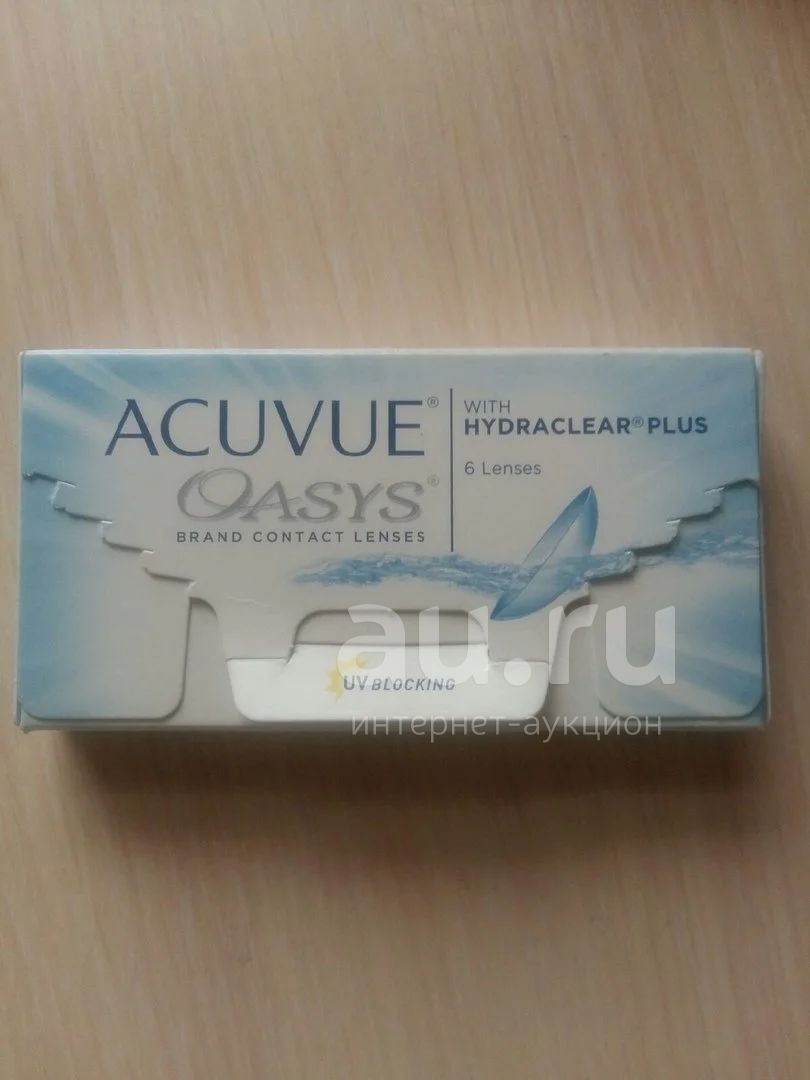 ACUVUE®
OASYS®
BRAND CONTACT LENSES
WITH
HYDRACLEAR® PLUS
6 Lenses
UV BLOCKING
au.ru
интернет-аукцион